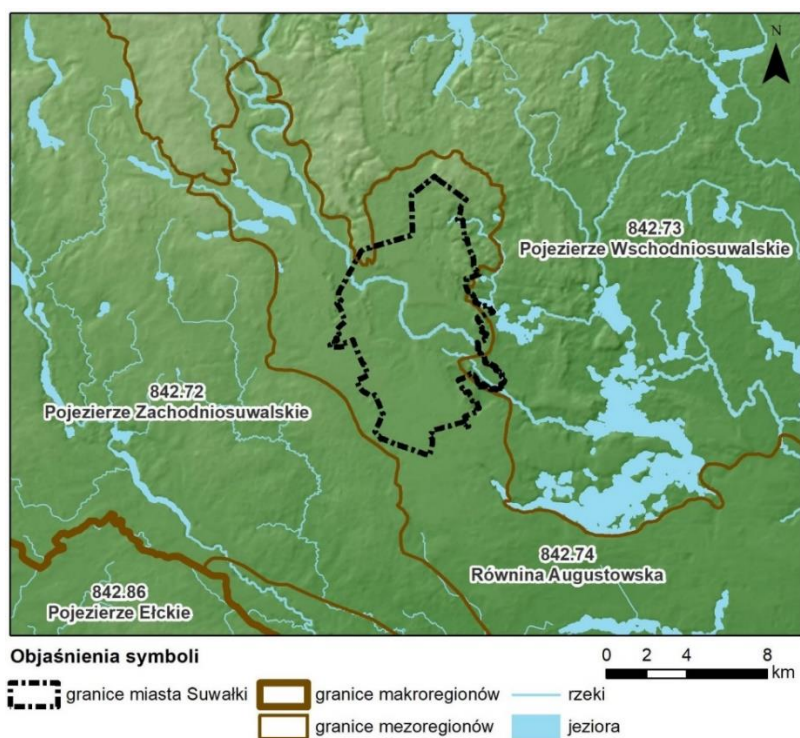 N
842.73
Pojezierze Wschodniosuwalskie
842.72
Pojezierze Zachodniosuwalskie
842.74
Równina Augustowska
842.86
Pojezierze Ełckie
Objaśnienia symboli
0 2 4 8
km
granice miasta Suwałki
granice makroregionów
rzeki
granice mezoregionów
jeziora